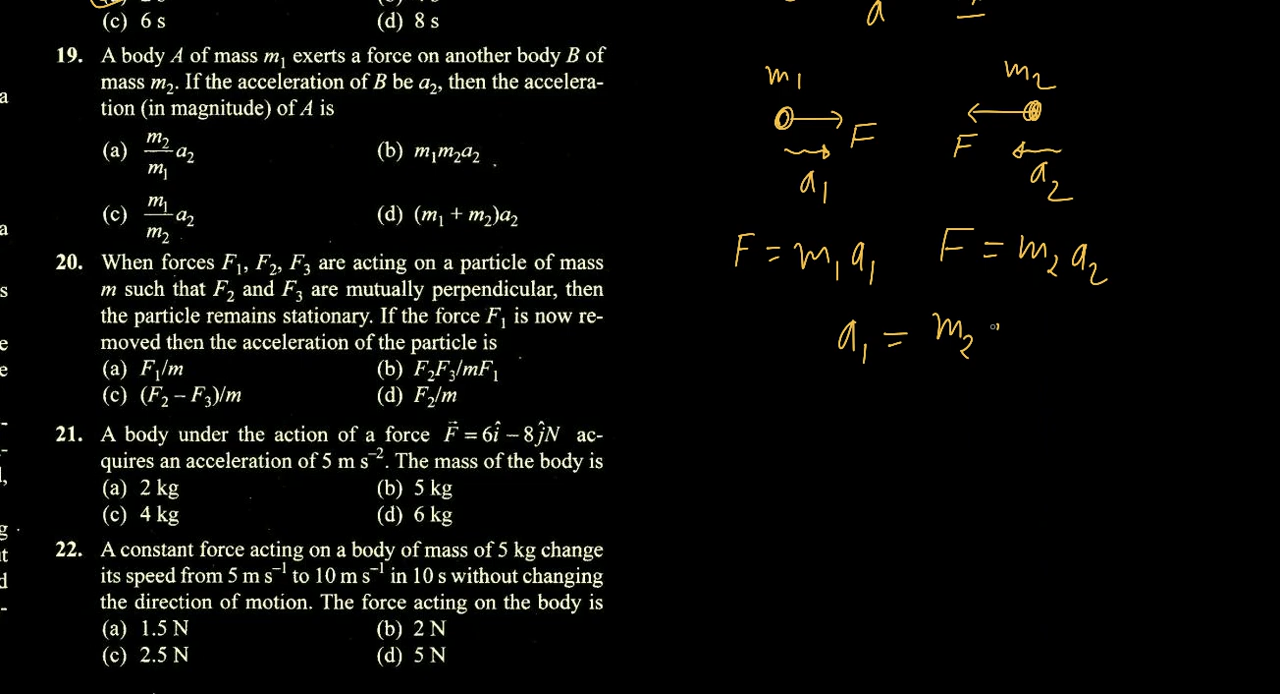 (c) 6 s (d) 8 s
a
19. A body A of mass m₁ exerts a force on another body B of
mass m₂. If the acceleration of B be a₂, then the accelera-
tion (in magnitude) of A is
(a) m₂/m₁ a₂ (b) m₁m₂a₂
(c) m₁/m₂ a₂ (d) (m₁ + m₂)a₂
20. When forces F₁, F₂, F₃ are acting on a particle of mass
m such that F₂ and F₃ are mutually perpendicular, then
the particle remains stationary. If the force F₁ is now re-
moved then the acceleration of the particle is
(a) F₁/m (b) F₂F₃/mF₁
(c) (F₂ – F₃)/m (d) F₂/m
21. A body under the action of a force F⃗ = 6î – 8ĵN ac-
quires an acceleration of 5 m s⁻². The mass of the body is
(a) 2 kg (b) 5 kg
(c) 4 kg (d) 6 kg
22. A constant force acting on a body of mass of 5 kg change
its speed from 5 m s⁻¹ to 10 m s⁻¹ in 10 s without changing
the direction of motion. The force acting on the body is
(a) 1.5 N (b) 2 N
(c) 2.5 N (d) 5 N
m₁ m₂
F F
a₁ a₂
F = m₁a₁ F = m₂a₂
a₁ = m₂